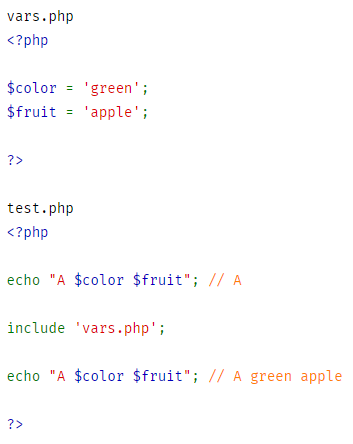 vars.php
<?php
$color = 'green';
$fruit = 'apple';
?>
test.php
<?php
echo "A $color $fruit"; // A
include 'vars.php';
echo "A $color $fruit"; // A green apple
?>